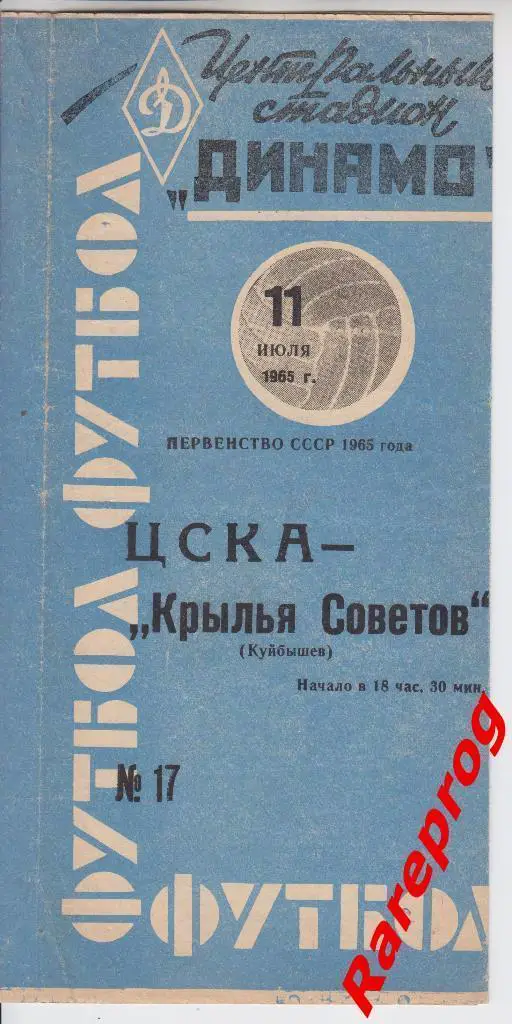 Д
Центральный
стадион
„ДИНАМО"
ФУТБОЛ ФУТБОЛ
11
ИЮЛЯ
1965 г.
ПЕРВЕНСТВО СССР 1965 года
ЦСКА —
„Крылья Советов"
(Куйбышев)
Начало в 18 час. 30 мин.
№ 17
ФУТБОЛ
Rareprog